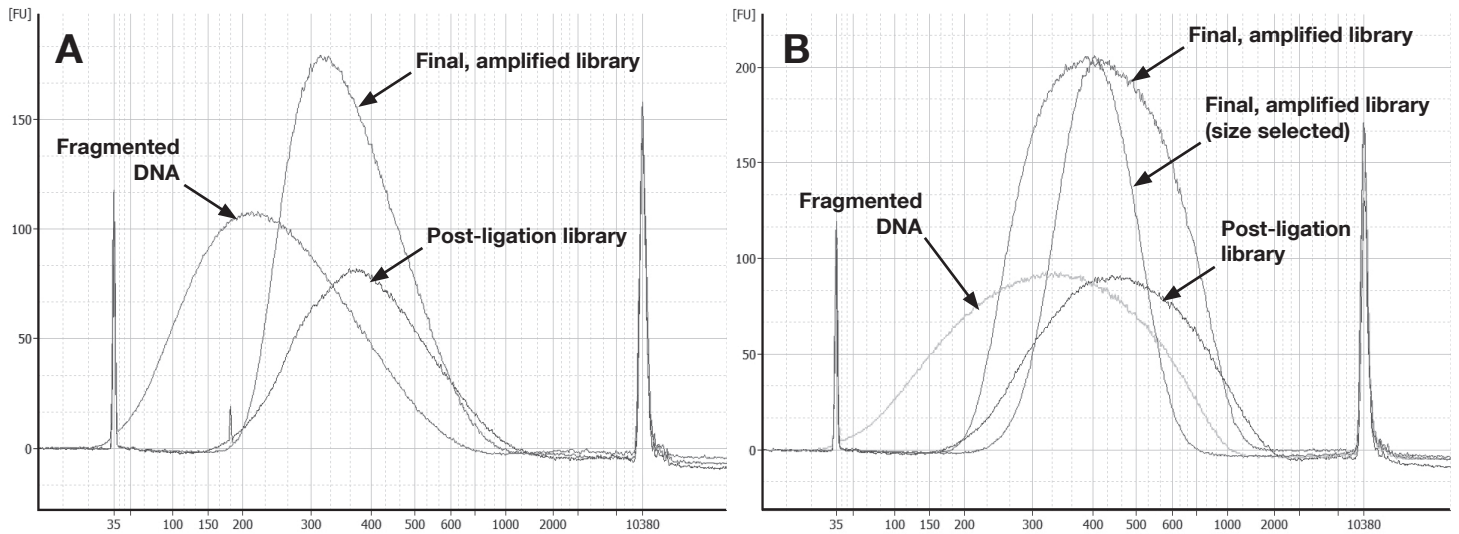 [FU]
A
Final, amplified library
Fragmented
DNA
Post-ligation library
150
100
50
0
35 100 150 200 300 400 500 600 1000 2000 10380
[FU]
B
Final, amplified library
Final, amplified library
(size selected)
Fragmented
DNA
Post-ligation
library
200
150
100
50
0
35 100 150 200 300 400 500 600 1000 2000 10380